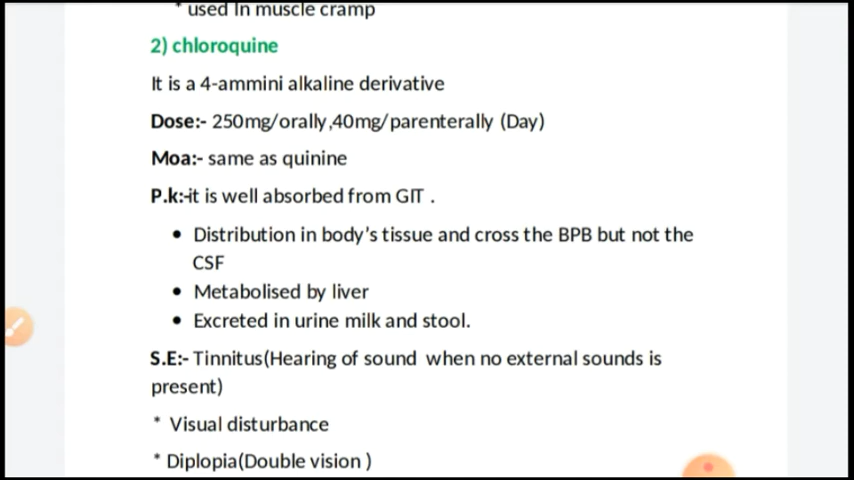 * used In muscle cramp
2) chloroquine
It is a 4-ammini alkaline derivative
Dose:- 250mg/orally,40mg/parenterally (Day)
Moa:- same as quinine
P.k:-it is well absorbed from GIT .
• Distribution in body's tissue and cross the BPB but not the
CSF
• Metabolised by liver
• Excreted in urine milk and stool.
S.E:- Tinnitus(Hearing of sound when no external sounds is
present)
* Visual disturbance
* Diplopia(Double vision )